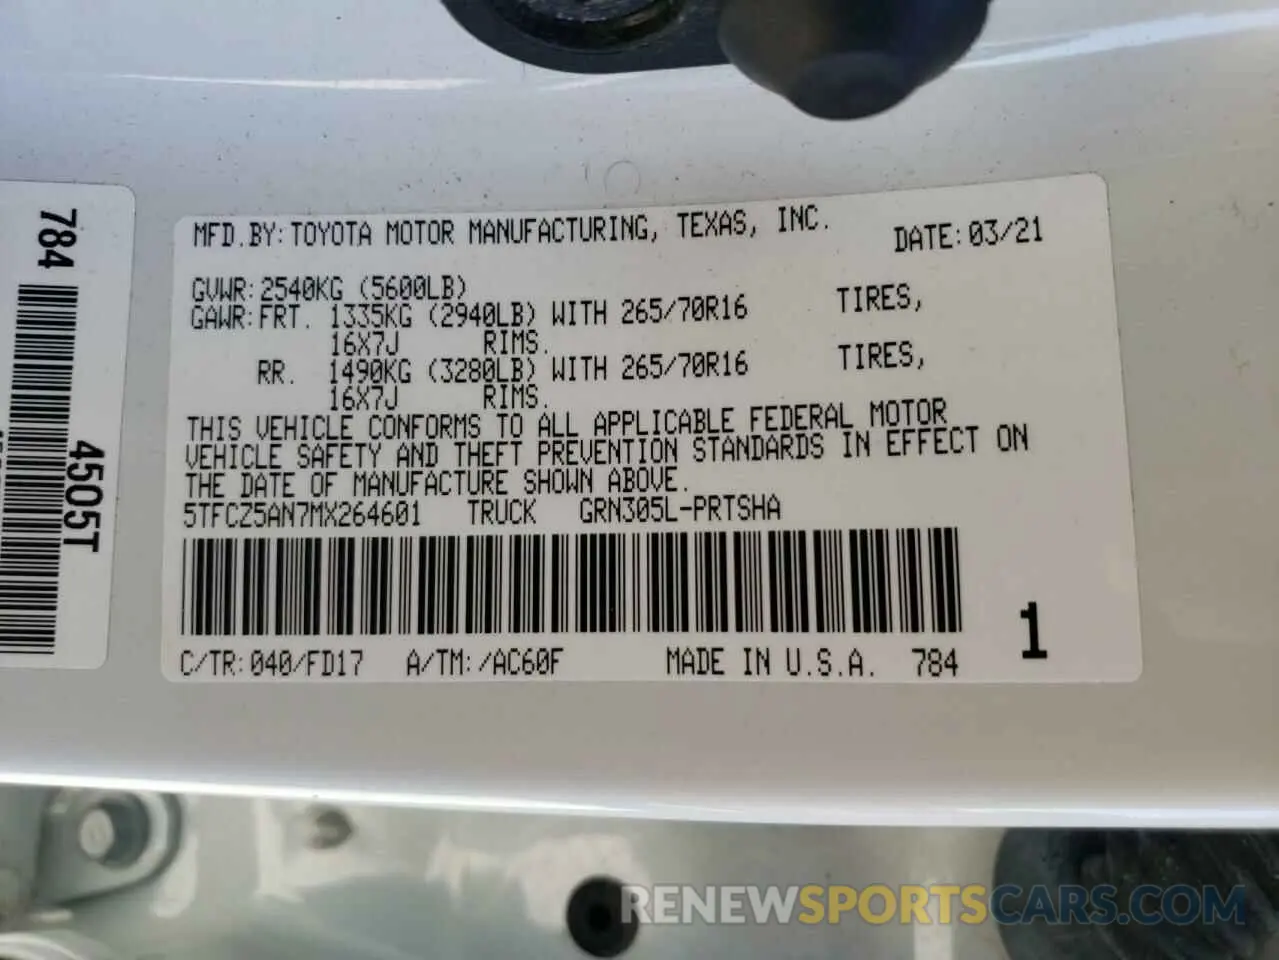 MFD.BY:TOYOTA MOTOR MANUFACTURING, TEXAS, INC. DATE:03/21
GVWR:2540KG (5600LB)
GAWR:FRT. 1335KG (2940LB) WITH 265/70R16 TIRES,
16X7J RIMS.
RR. 1490KG (3280LB) WITH 265/70R16 TIRES,
16X7J RIMS.
THIS VEHICLE CONFORMS TO ALL APPLICABLE FEDERAL MOTOR
VEHICLE SAFETY AND THEFT PREVENTION STANDARDS IN EFFECT ON
THE DATE OF MANUFACTURE SHOWN ABOVE.
5TFCZ5AN7MX264601 TRUCK GRN305L-PRTSHA
1
C/TR:040/FD17 A/TM:/AC60F MADE IN U.S.A. 784
784
4505T
RENEWSPORTSCARS.COM